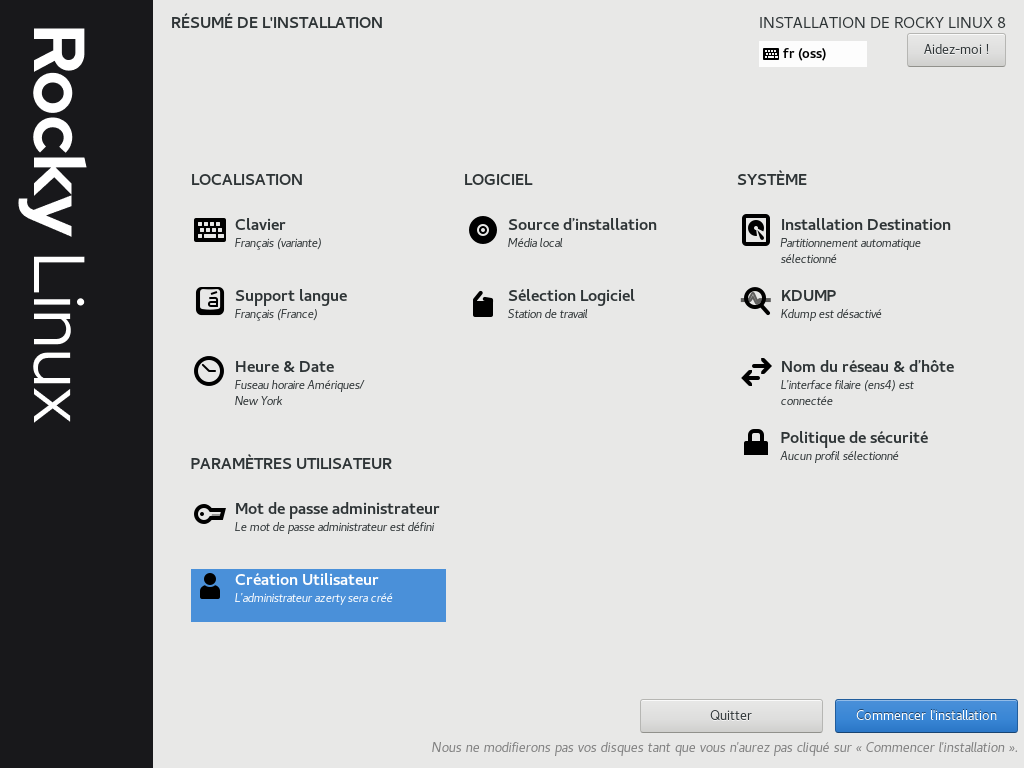 Rocky Linux
RÉSUMÉ DE L'INSTALLATION
INSTALLATION DE ROCKY LINUX 8
fr (oss)
Aidez-moi !
LOCALISATION
Clavier
Français (variante)
Support langue
Français (France)
Heure & Date
Fuseau horaire Amériques/
New York
LOGICIEL
Source d'installation
Média local
Sélection Logiciel
Station de travail
SYSTÈME
Installation Destination
Partitionnement automatique
sélectionné
KDUMP
Kdump est désactivé
Nom du réseau & d'hôte
L'interface filaire (ens4) est
connectée
Politique de sécurité
Aucun profil sélectionné
PARAMÈTRES UTILISATEUR
Mot de passe administrateur
Le mot de passe administrateur est défini
Création Utilisateur
L'administrateur azerty sera créé
Quitter
Commencer l'installation
Nous ne modifierons pas vos disques tant que vous n'aurez pas cliqué sur « Commencer l'installation ».